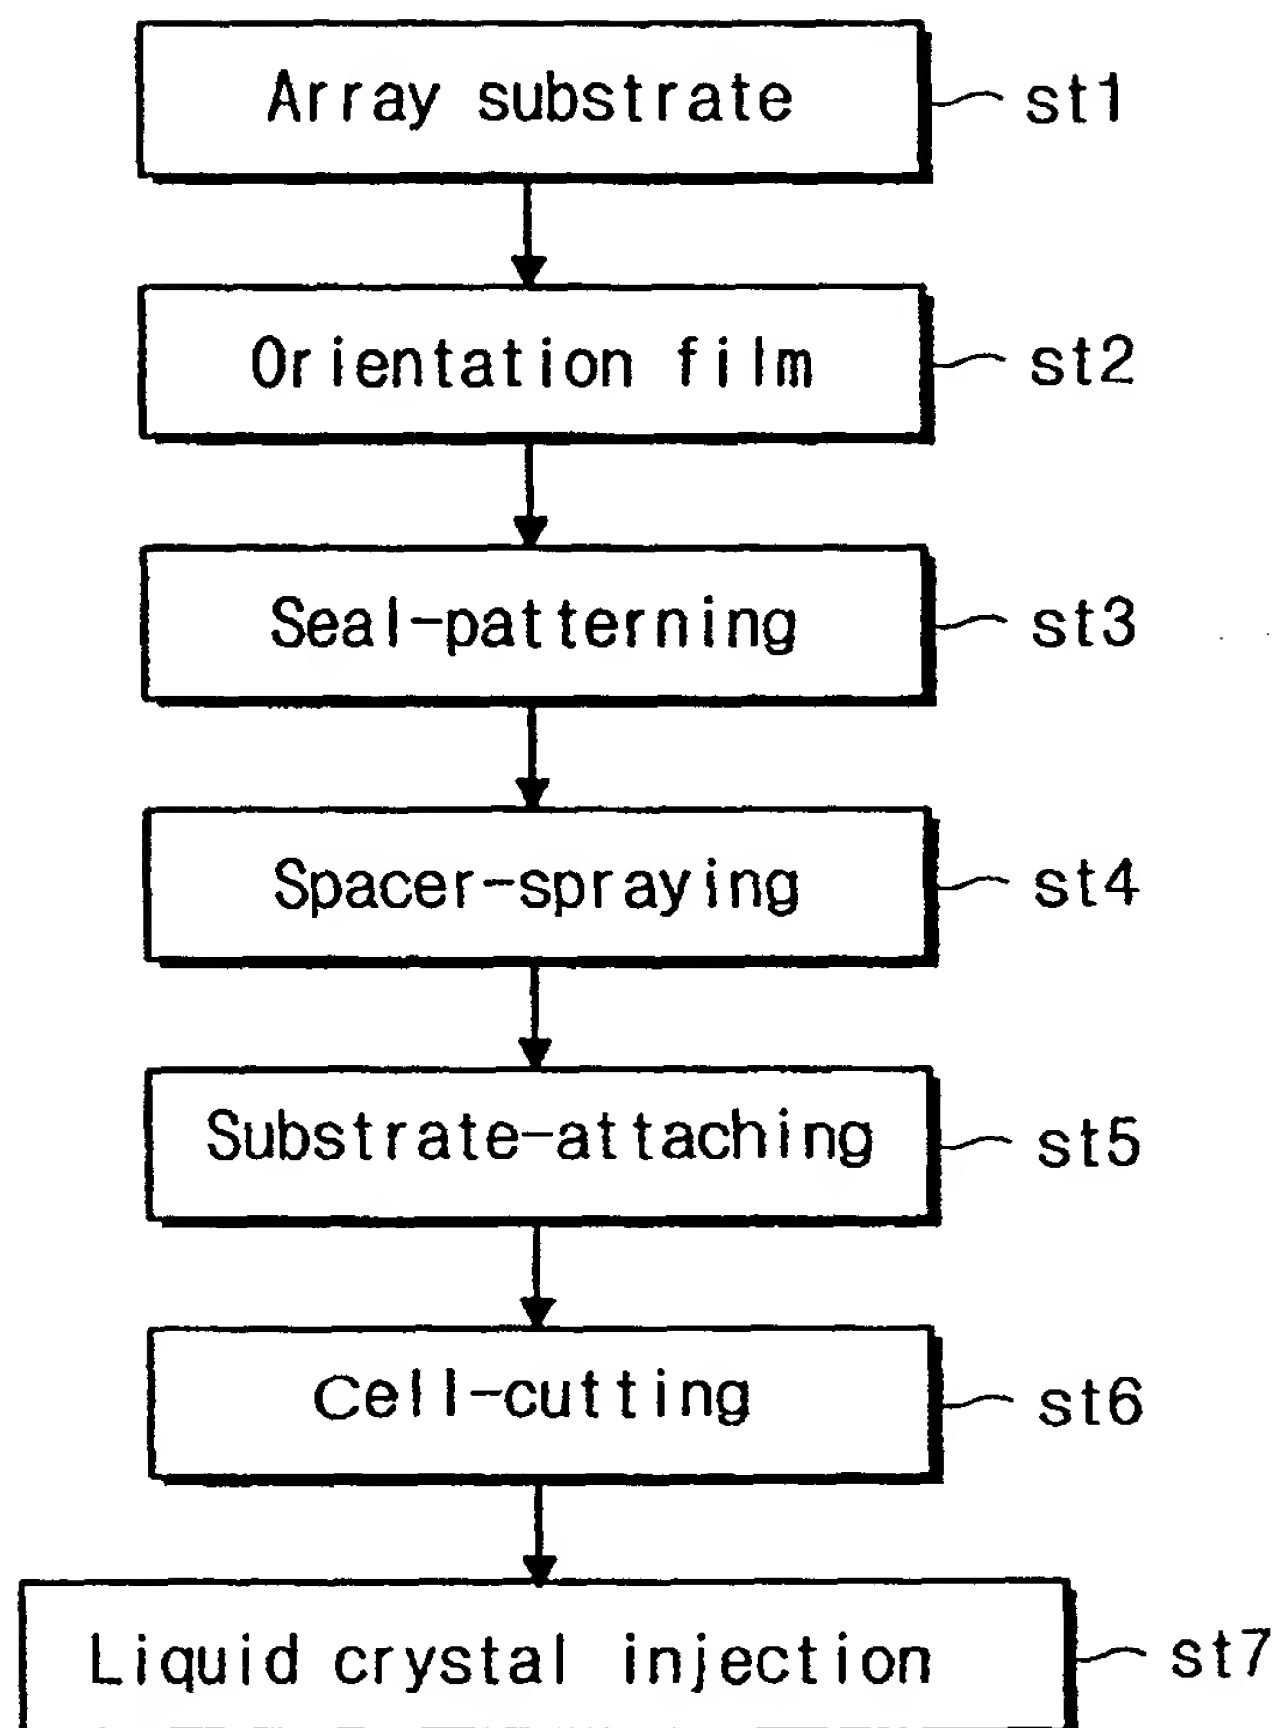 Array substrate st1
Orientation film st2
Seal-patterning st3
Spacer-spraying st4
Substrate-attaching st5
Cell-cutting st6
Liquid crystal injection st7